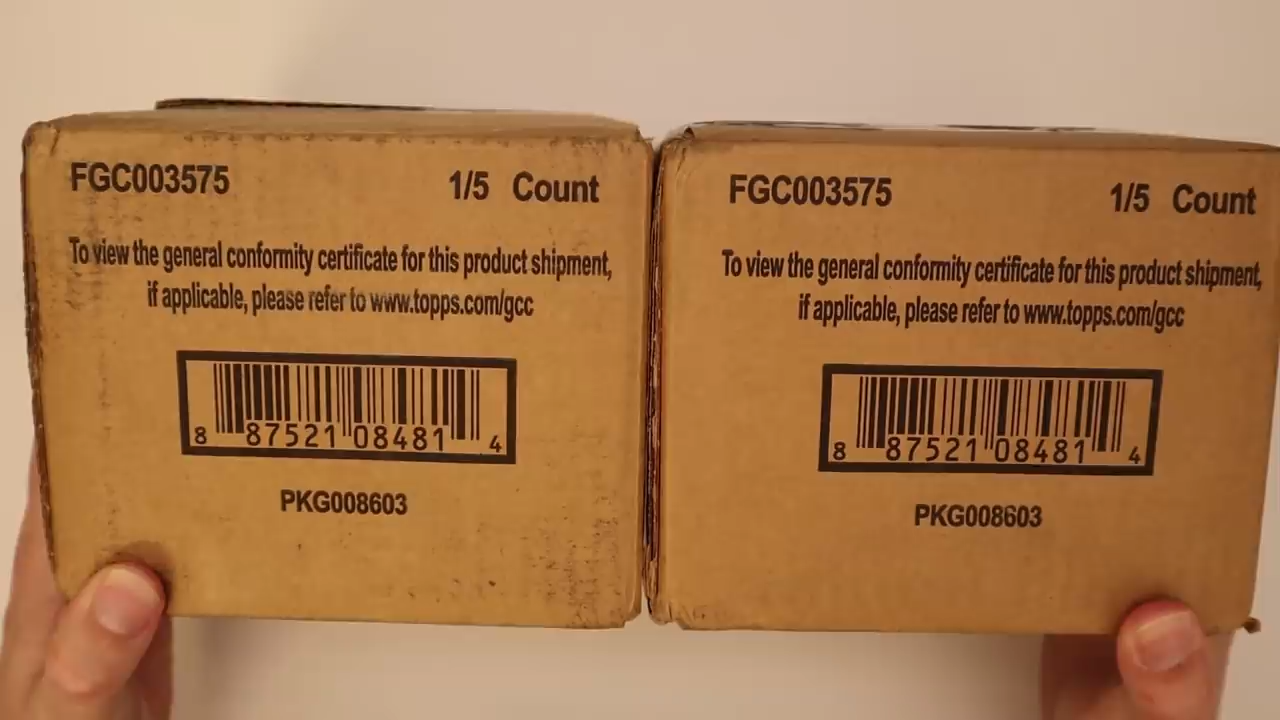 FGC003575 1/5 Count
To view the general conformity certificate for this product shipment,
if applicable, please refer to www.topps.com/gcc
8 87521 08481 4
PKG008603
FGC003575 1/5 Count
To view the general conformity certificate for this product shipment,
if applicable, please refer to www.topps.com/gcc
8 87521 08481 4
PKG008603